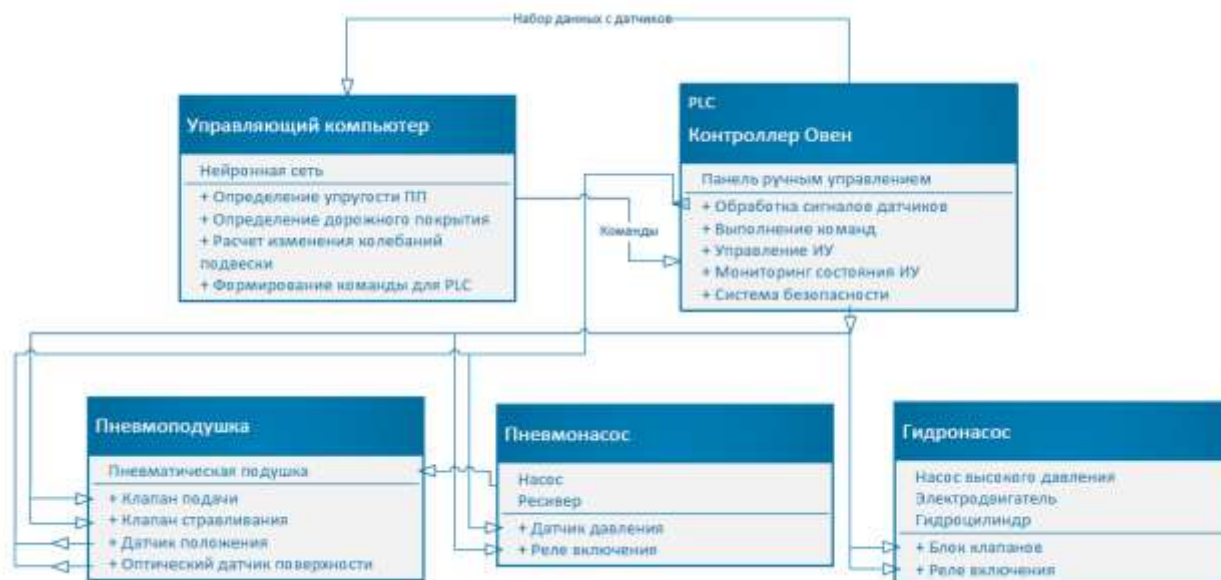 Набор данных с датчиков
Управляющий компьютер
Нейронная сеть
+ Определение упругости ПП
+ Определение дорожного покрытия
+ Расчет изменения колебаний
подвески
+ Формирование команды для PLC
Команды
PLC
Контроллер Овен
Панель ручным управлением
+ Обработка сигналов датчиков
+ Выполнение команд
+ Управление ИУ
+ Мониторинг состояния ИУ
+ Система безопасности
Пневмоподушка
Пневматическая подушка
+ Клапан подачи
+ Клапан стравливания
+ Датчик положения
+ Оптический датчик поверхности
Пневмонасос
Насос
Ресивер
+ Датчик давления
+ Реле включения
Гидронасос
Насос высокого давления
Электродвигатель
Гидроцилиндр
+ Блок клапанов
+ Реле включения